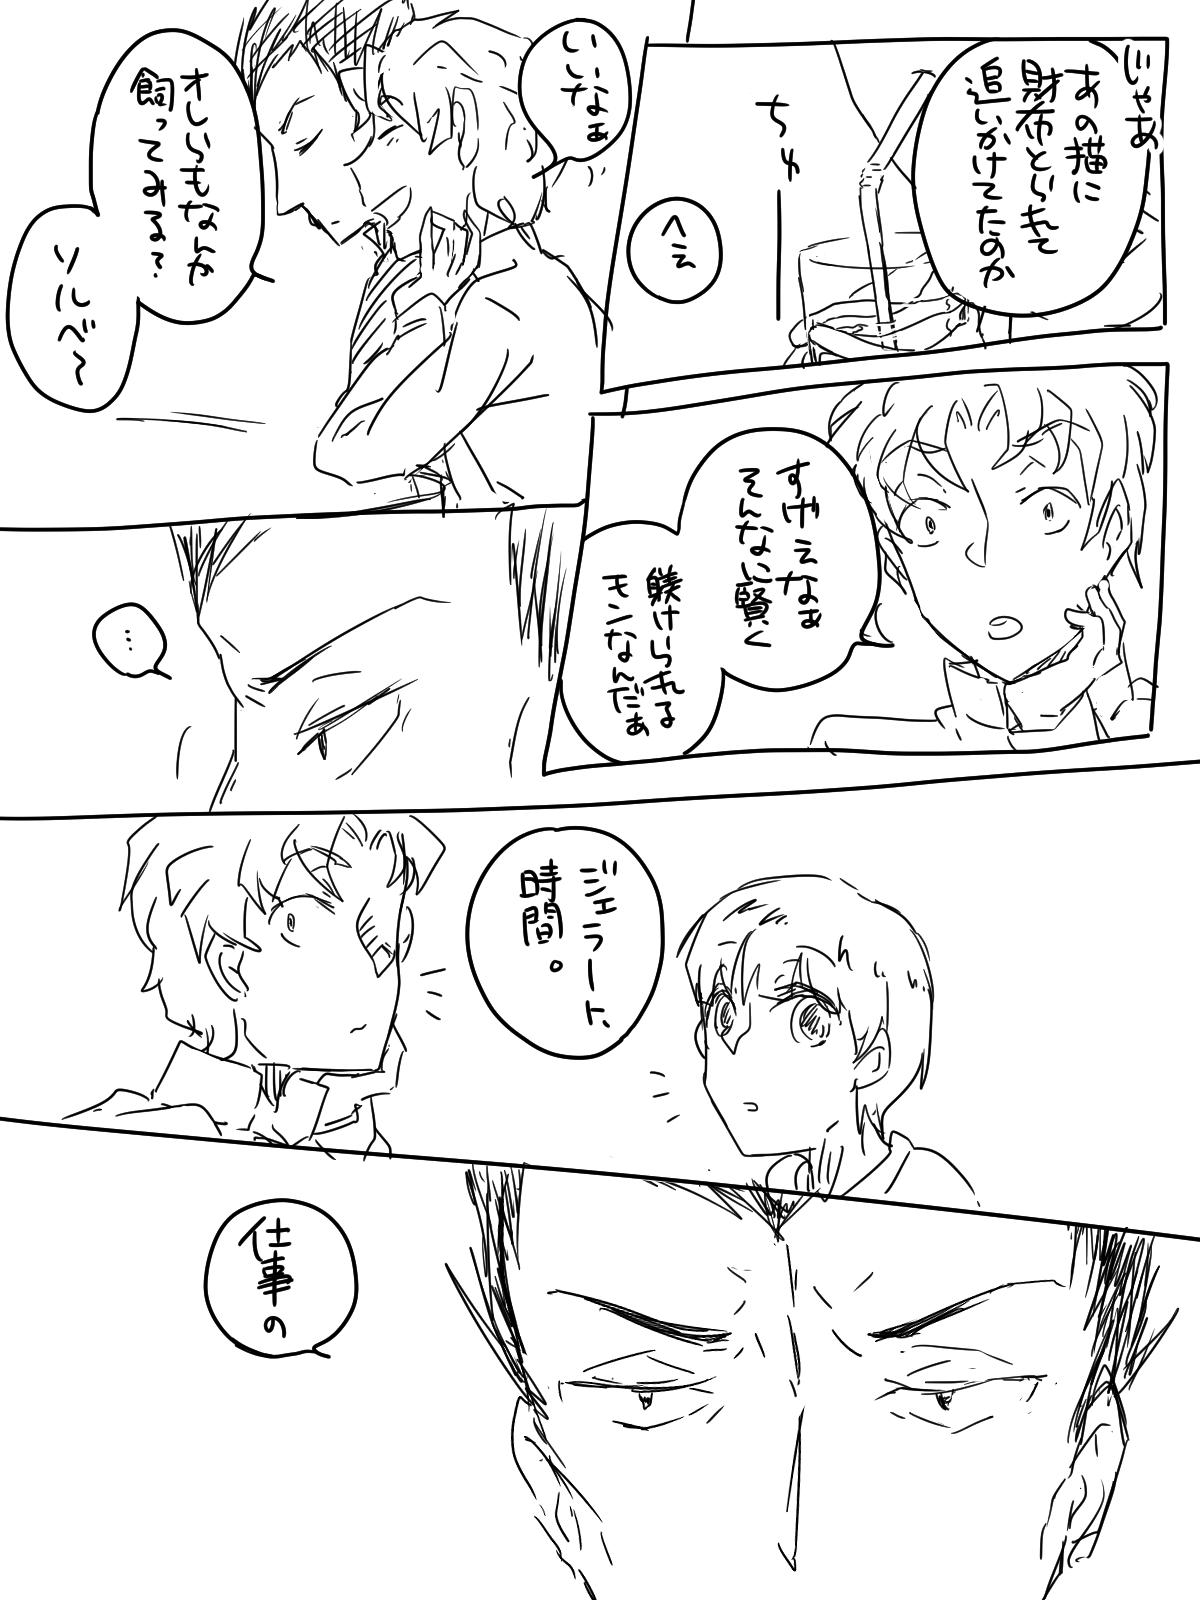 じゃあ
あの猫に
財布とられて
追いかけてたのか
ちゅー
へえ
すげえなぁ
そんなに賢く
躾けられる
モンなんだぁ
いいなぁ
オレらもなんか
飼ってみる?
ソルベ〜
…
ジェラート、
時間。
仕事の